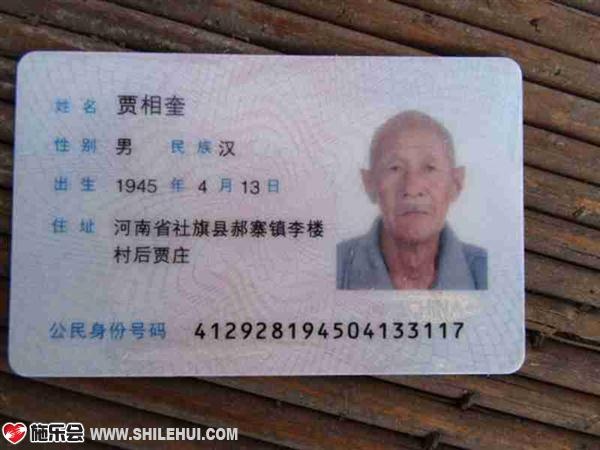 姓名 贾相奎
性别 男 民族 汉
出生 1945 年 4 月 13 日
住址 河南省社旗县郝寨镇李楼
村后贾庄
CHINA
公民身份号码 412928194504133117
施乐会 WWW.SHILEHUI.COM